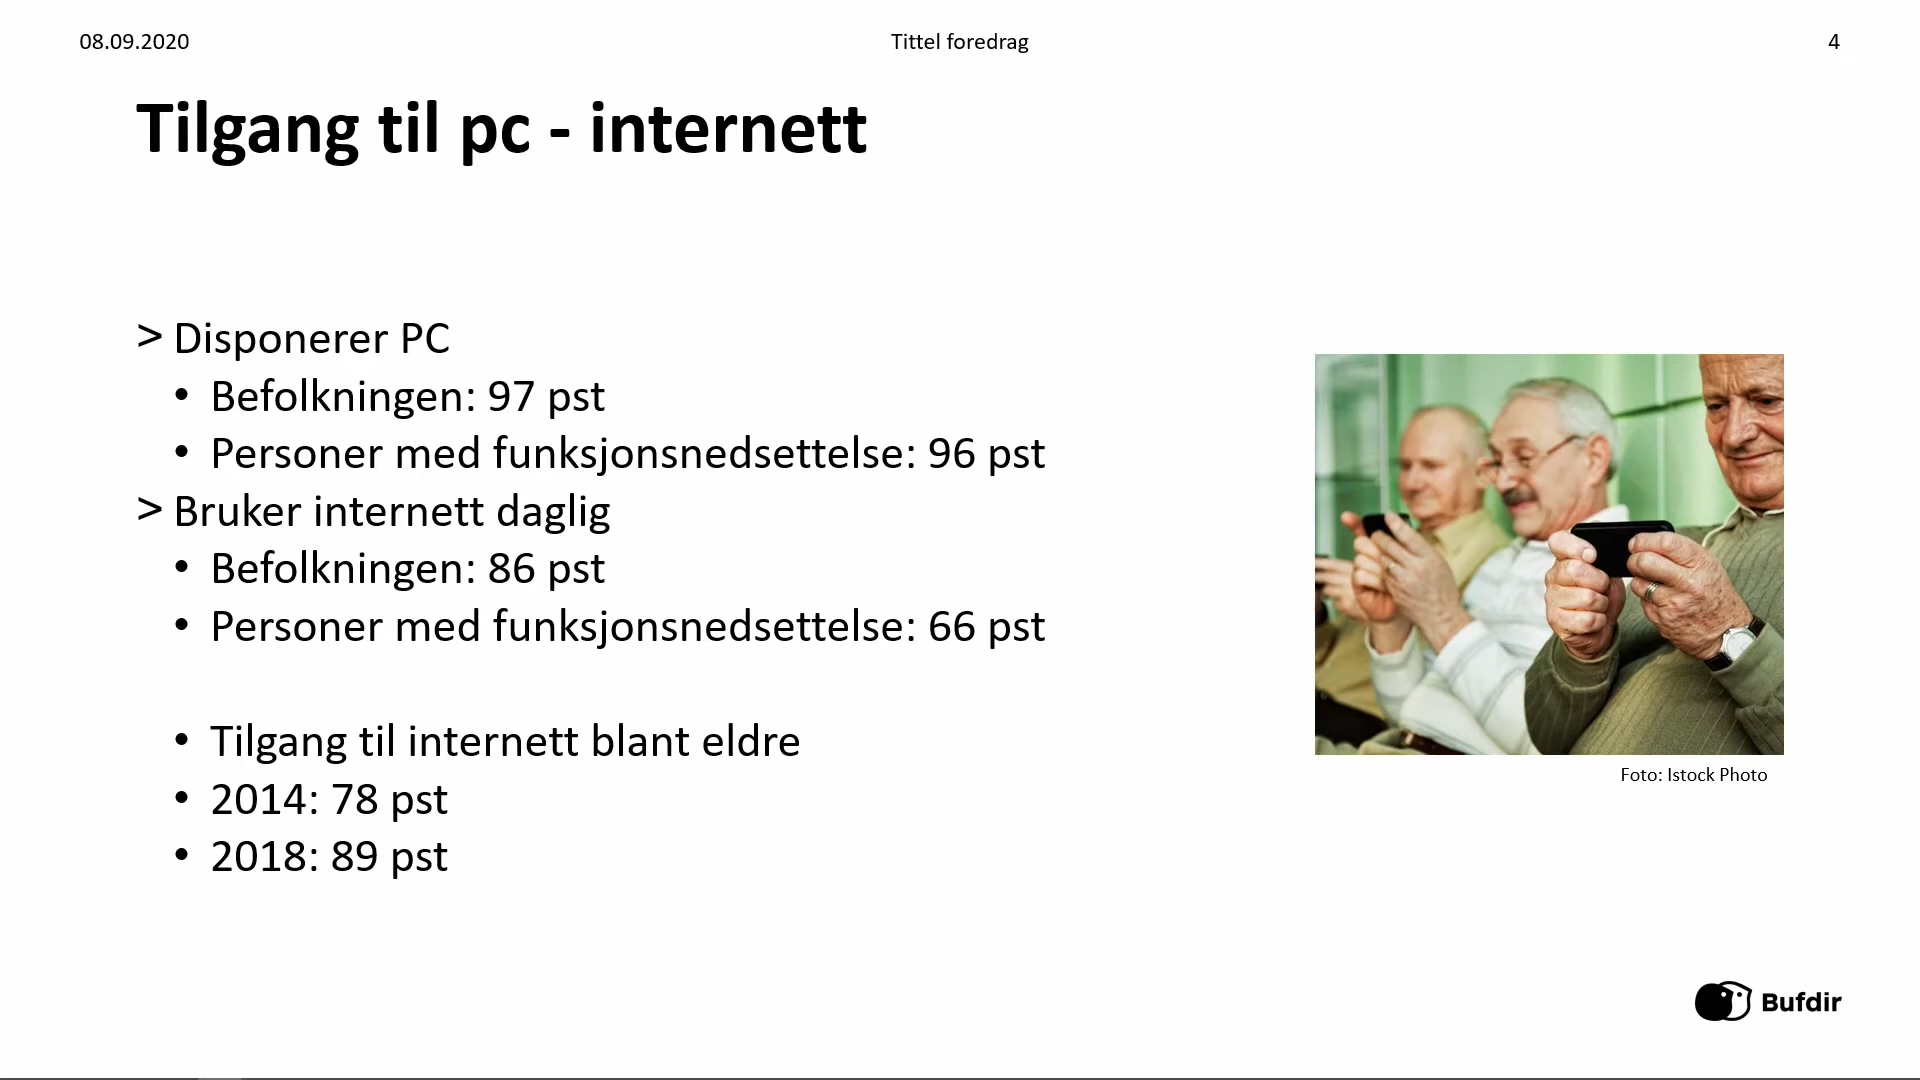 08.09.2020
Tittel foredrag
4
Tilgang til pc - internett
> Disponerer PC
• Befolkningen: 97 pst
• Personer med funksjonsnedsettelse: 96 pst
> Bruker internett daglig
• Befolkningen: 86 pst
• Personer med funksjonsnedsettelse: 66 pst
• Tilgang til internett blant eldre
• 2014: 78 pst
• 2018: 89 pst
Foto: Istock Photo
Bufdir